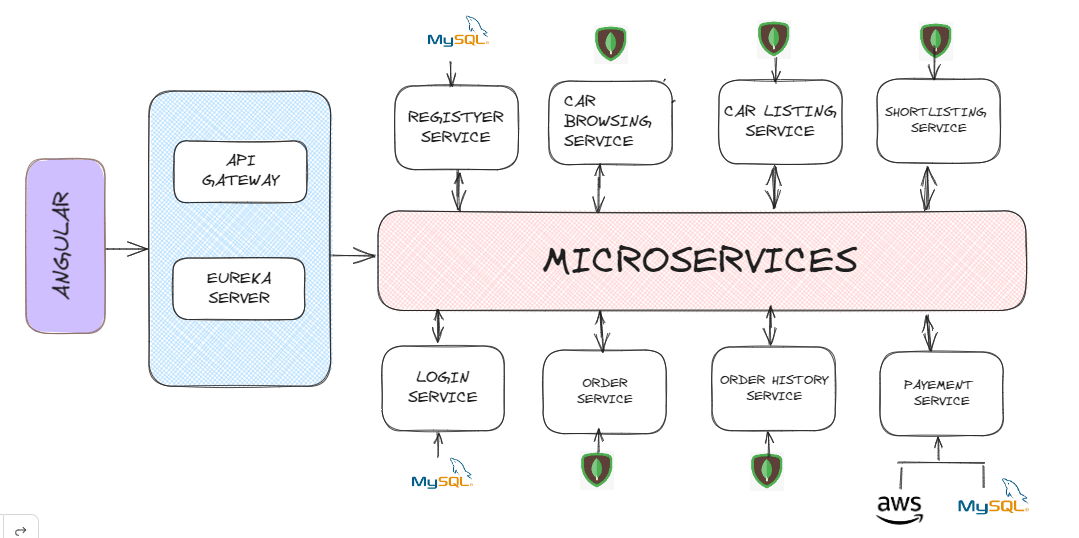 MySQL
REGISTYER
SERVICE
CAR
BROWSING
SERVICE
CAR LISTING
SERVICE
SHORTLISTING
SERVICE
ANGULAR
API
GATEWAY
EUREKA
SERVER
MICROSERVICES
LOGIN
SERVICE
ORDER
SERVICE
ORDER HISTORY
SERVICE
PAYEMENT
SERVICE
MySQL
aws
MySQL